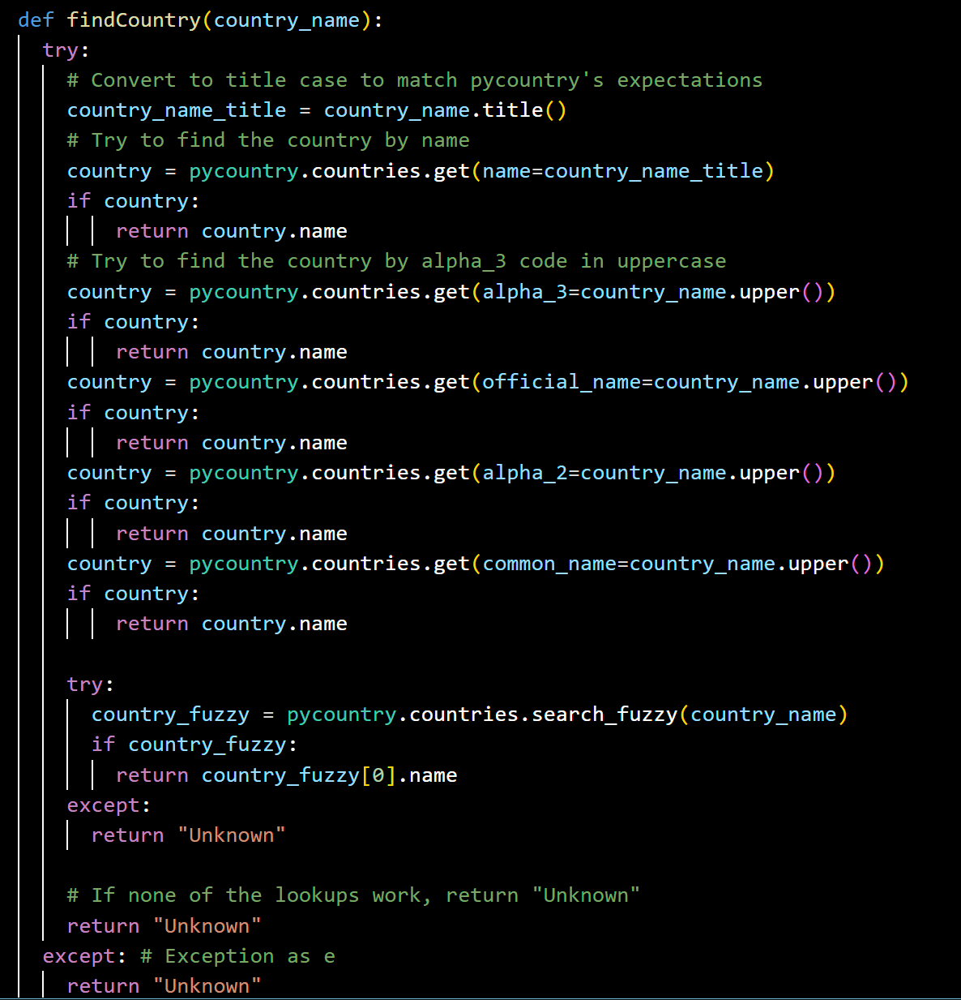 def findCountry(country_name):
try:
# Convert to title case to match pycountry's expectations
country_name_title = country_name.title()
# Try to find the country by name
country = pycountry.countries.get(name=country_name_title)
if country:
return country.name
# Try to find the country by alpha_3 code in uppercase
country = pycountry.countries.get(alpha_3=country_name.upper())
if country:
return country.name
country = pycountry.countries.get(official_name=country_name.upper())
if country:
return country.name
country = pycountry.countries.get(alpha_2=country_name.upper())
if country:
return country.name
country = pycountry.countries.get(common_name=country_name.upper())
if country:
return country.name
try:
country_fuzzy = pycountry.countries.search_fuzzy(country_name)
if country_fuzzy:
return country_fuzzy[0].name
except:
return "Unknown"
# If none of the lookups work, return "Unknown"
return "Unknown"
except: # Exception as e
return "Unknown"